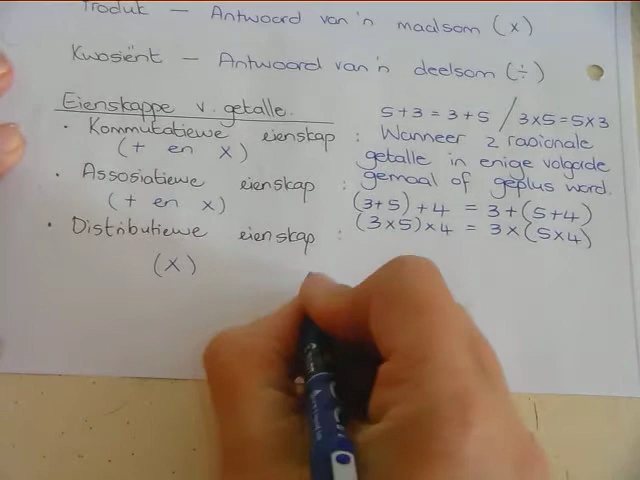 Produk – Antwoord van 'n maalsom (x)
Kwosiënt – Antwoord van 'n deelsom (÷)
Eienskappe v. getalle.
5+3 = 3+5 / 3x5 = 5x3
• Kommutatiewe eienskap : Wanneer 2 rasionale
(+ en x) getalle in enige volgorde
gemaal of geplus word.
• Assosiatiewe eienskap :
(+ en x) (3+5)+4 = 3+(5+4)
(3x5)x4 = 3x(5x4)
• Distributiewe eienskap :
(x)